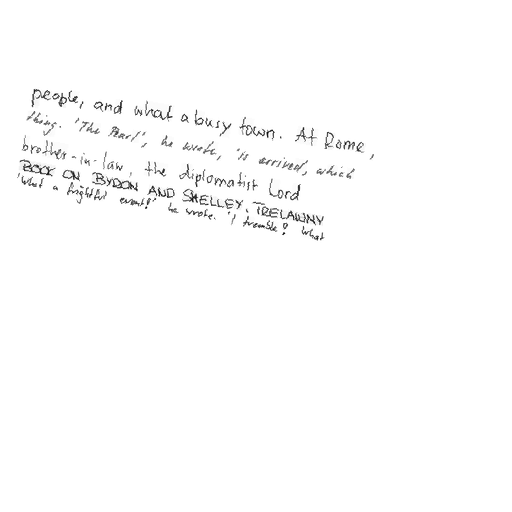 people, and what a busy town. At Rome,
thing. 'The Pearl', he wrote, 'is arrived, which
brother-in-law, the diplomatist Lord
BOOK ON BYRON AND SHELLEY. TRELAWNY
'What a frightful event!' he wrote. 'I tremble! What